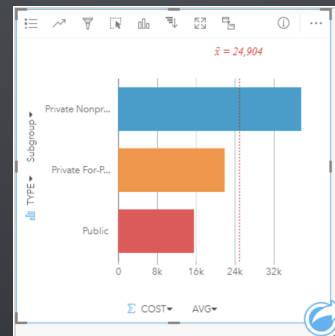 x̄ = 24,904
Subgroup
TYPE
Private Nonpr...
Private For-P...
Public
0 8k 16k 24k 32k
Σ COST AVG